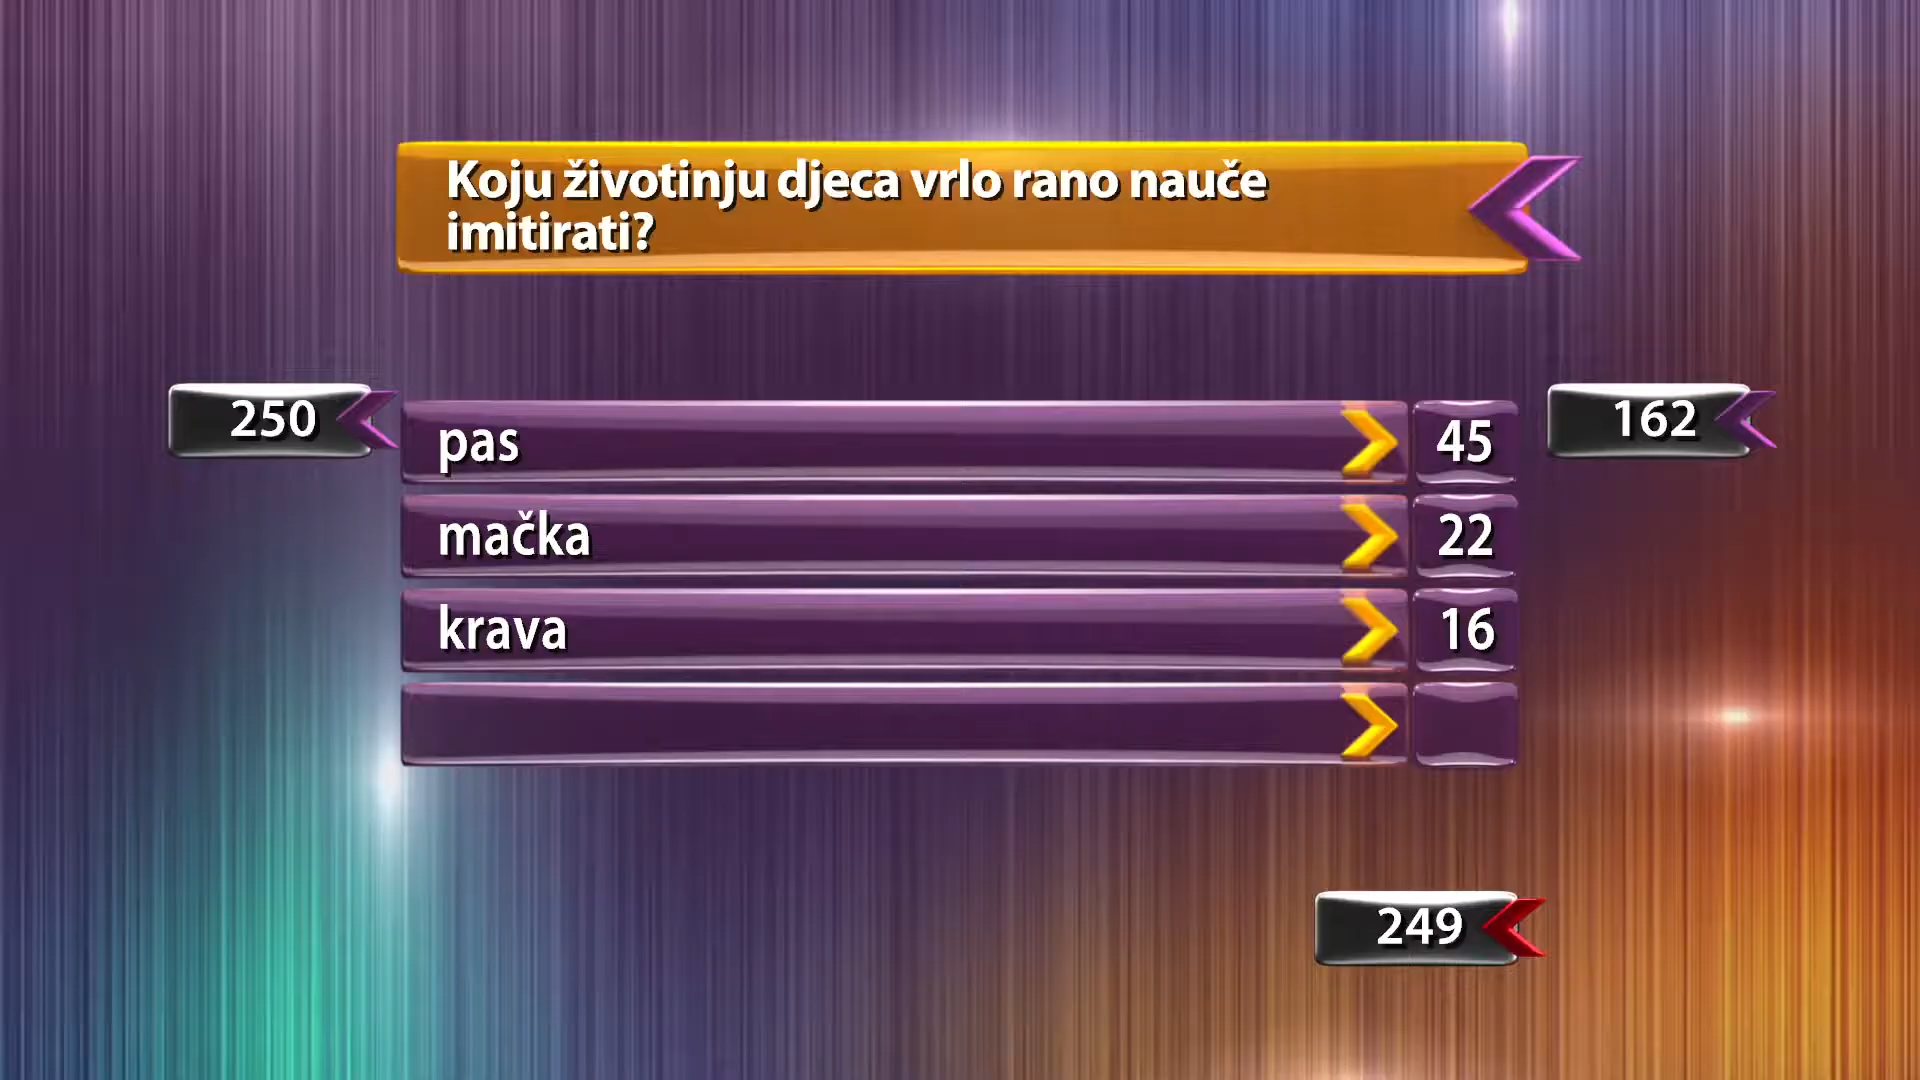 Koju životinju djeca vrlo rano nauče
imitirati?
250
162
pas 45
mačka 22
krava 16
249